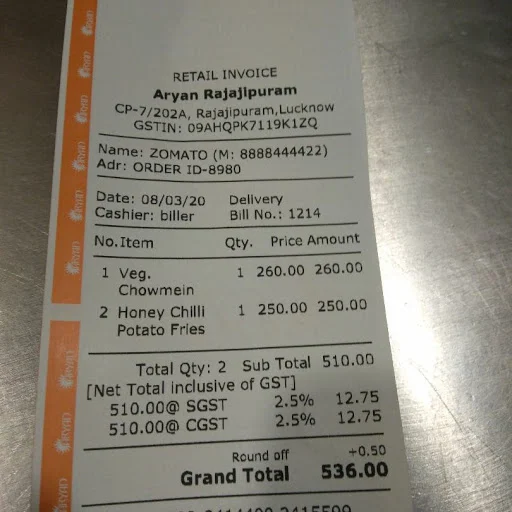 RETAIL INVOICE
Aryan Rajajipuram
CP-7/202A, Rajajipuram,Lucknow
GSTIN: 09AHQPK7119K1ZQ
Name: ZOMATO (M: 8888444422)
Adr: ORDER ID-8980
Date: 08/03/20 Delivery
Cashier: biller Bill No.: 1214
No.Item Qty. Price Amount
1 Veg. 1 260.00 260.00
Chowmein
2 Honey Chilli 1 250.00 250.00
Potato Fries
Total Qty: 2 Sub Total 510.00
[Net Total inclusive of GST]
510.00@ SGST 2.5% 12.75
510.00@ CGST 2.5% 12.75
Round off +0.50
Grand Total 536.00